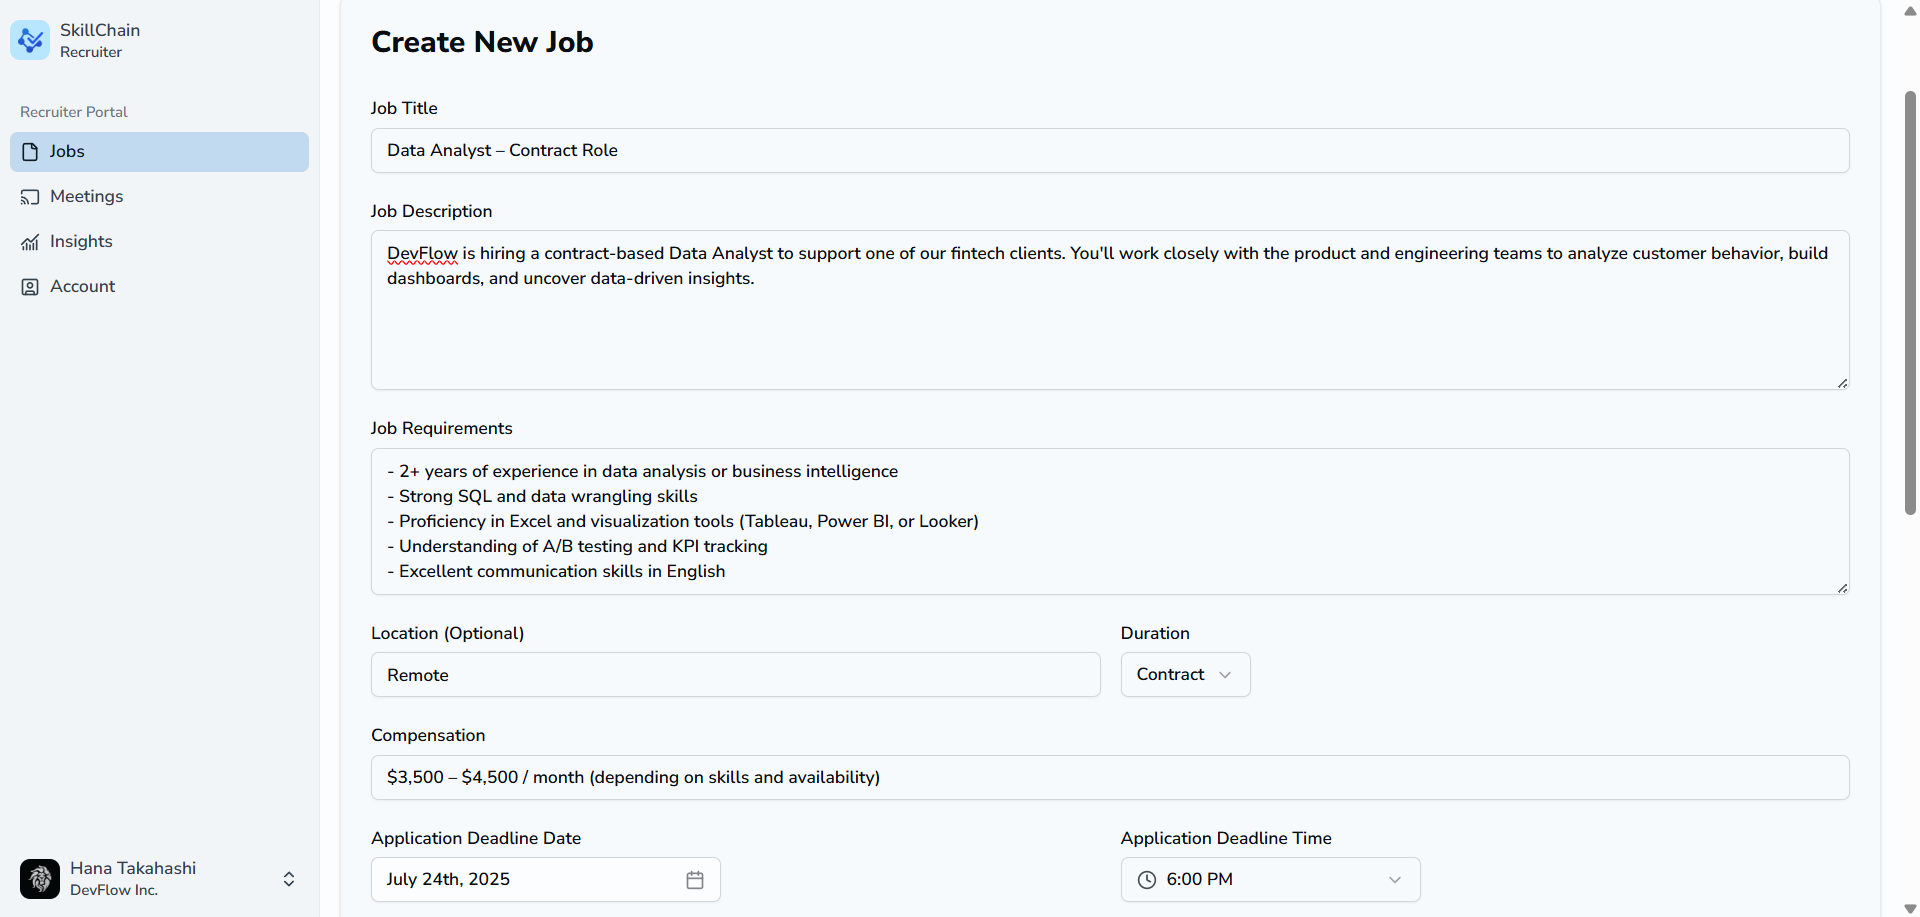 SkillChain
Recruiter
Recruiter Portal
Jobs
Meetings
Insights
Account
Hana Takahashi
DevFlow Inc.
Create New Job
Job Title
Data Analyst – Contract Role
Job Description
DevFlow is hiring a contract-based Data Analyst to support one of our fintech clients. You'll work closely with the product and engineering teams to analyze customer behavior, build
dashboards, and uncover data-driven insights.
Job Requirements
- 2+ years of experience in data analysis or business intelligence
- Strong SQL and data wrangling skills
- Proficiency in Excel and visualization tools (Tableau, Power BI, or Looker)
- Understanding of A/B testing and KPI tracking
- Excellent communication skills in English
Location (Optional)
Remote
Duration
Contract
Compensation
$3,500 – $4,500 / month (depending on skills and availability)
Application Deadline Date
July 24th, 2025
Application Deadline Time
6:00 PM